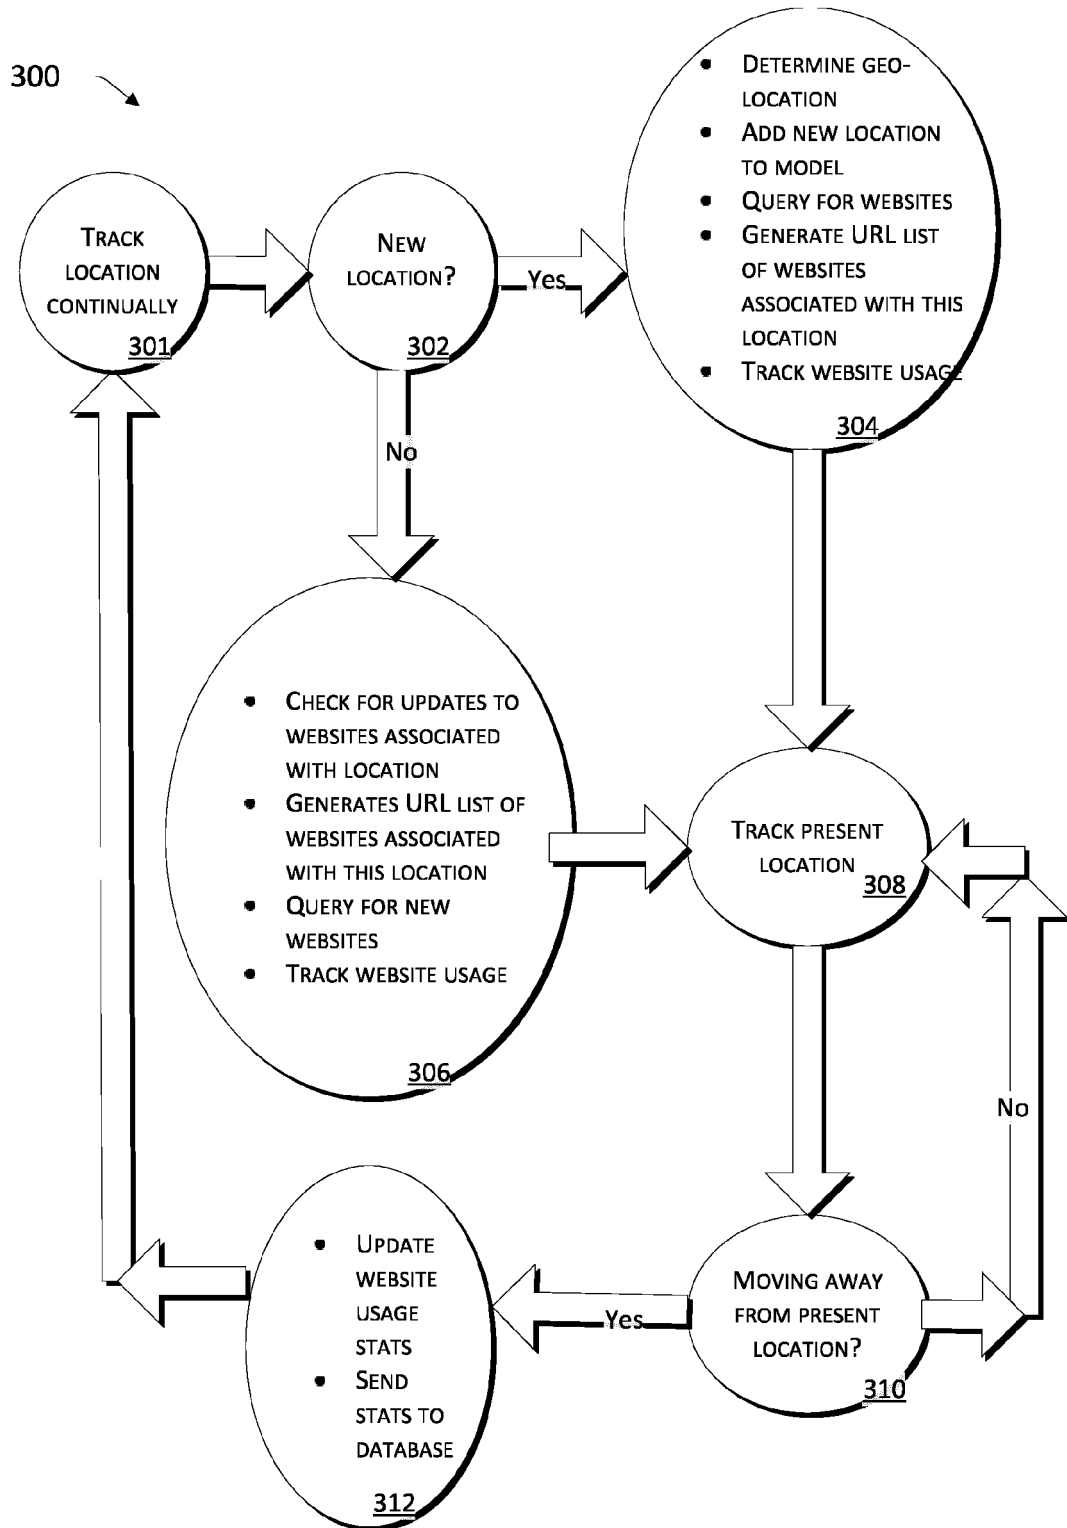 300
TRACK
LOCATION
CONTINUALLY
301
NEW
LOCATION?
302
Yes
• DETERMINE GEO-
LOCATION
• ADD NEW LOCATION
TO MODEL
• QUERY FOR WEBSITES
• GENERATE URL LIST
OF WEBSITES
ASSOCIATED WITH THIS
LOCATION
• TRACK WEBSITE USAGE
304
No
• CHECK FOR UPDATES TO
WEBSITES ASSOCIATED
WITH LOCATION
• GENERATES URL LIST OF
WEBSITES ASSOCIATED
WITH THIS LOCATION
• QUERY FOR NEW
WEBSITES
• TRACK WEBSITE USAGE
306
TRACK PRESENT
LOCATION
308
No
MOVING AWAY
FROM PRESENT
LOCATION?
310
Yes
• UPDATE
WEBSITE
USAGE
STATS
• SEND
STATS TO
DATABASE
312